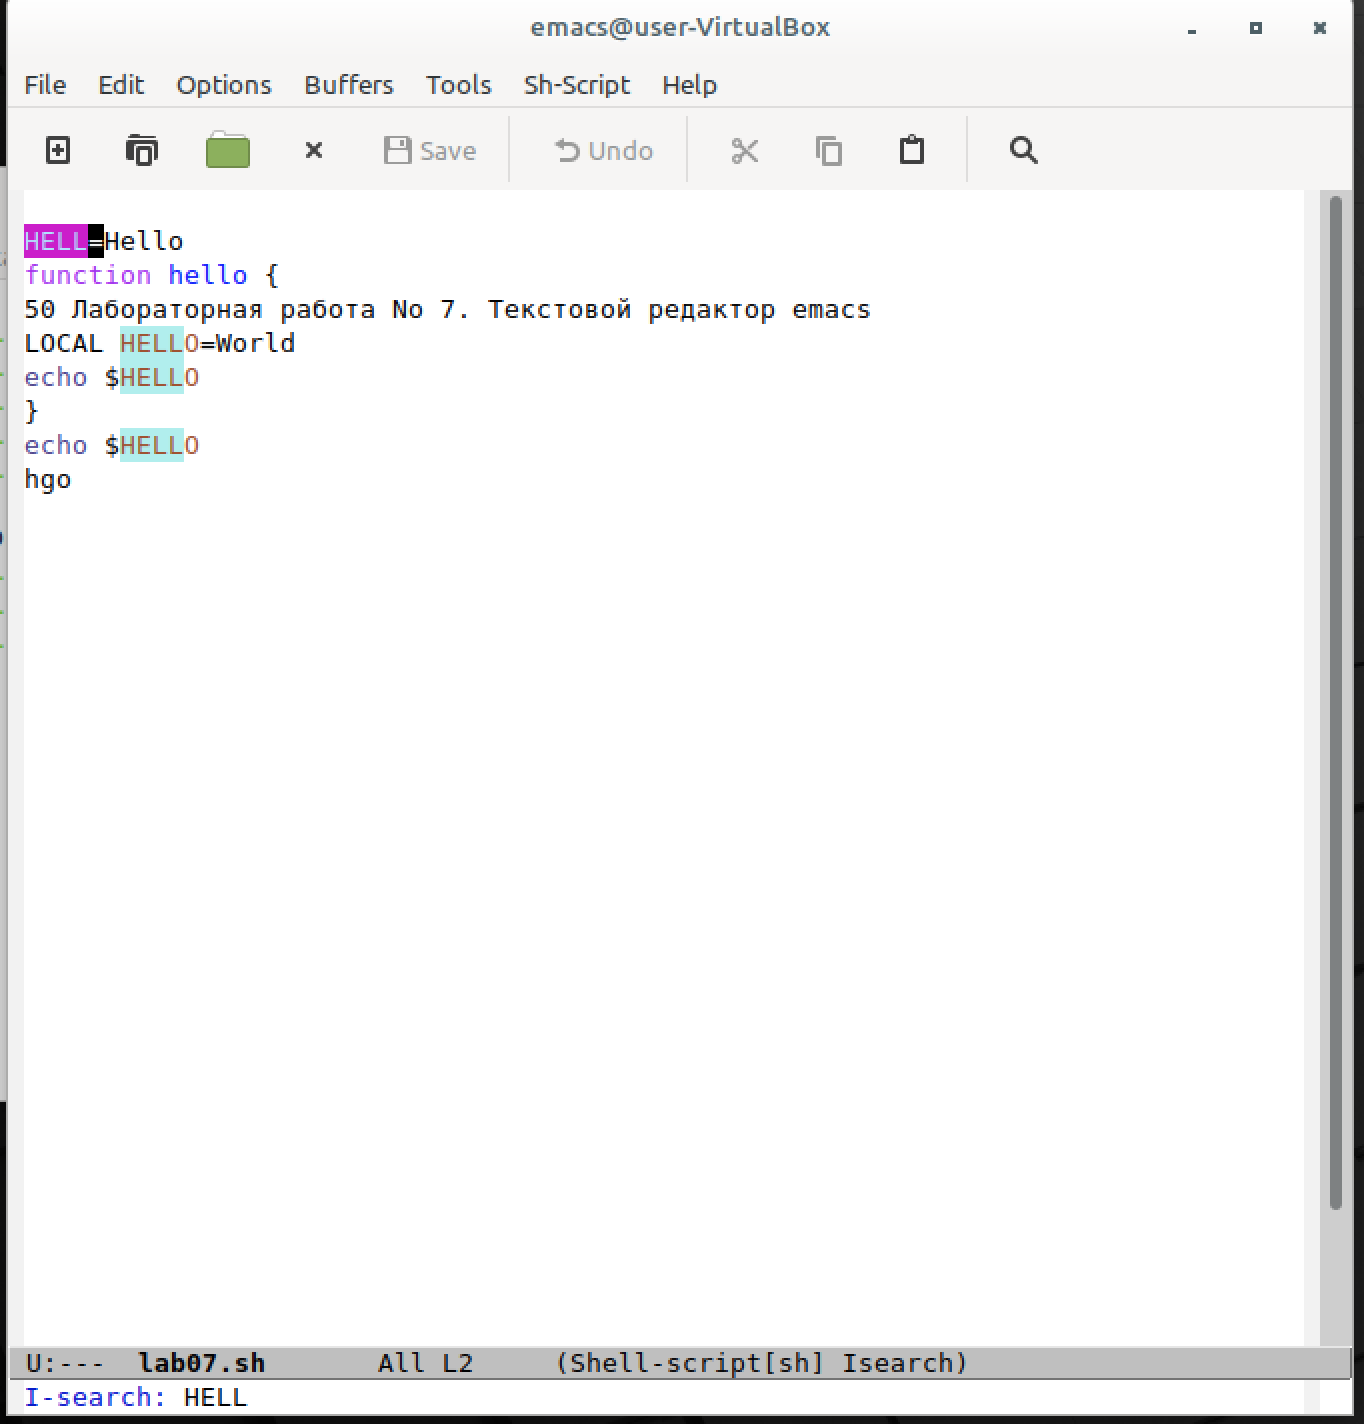 emacs@user-VirtualBox
File Edit Options Buffers Tools Sh-Script Help
Save Undo
HELL=Hello
function hello {
50 Лабораторная работа No 7. Текстовой редактор emacs
LOCAL HELLO=World
echo $HELLO
}
echo $HELLO
hgo
U:--- lab07.sh All L2 (Shell-script[sh] Isearch)
I-search: HELL